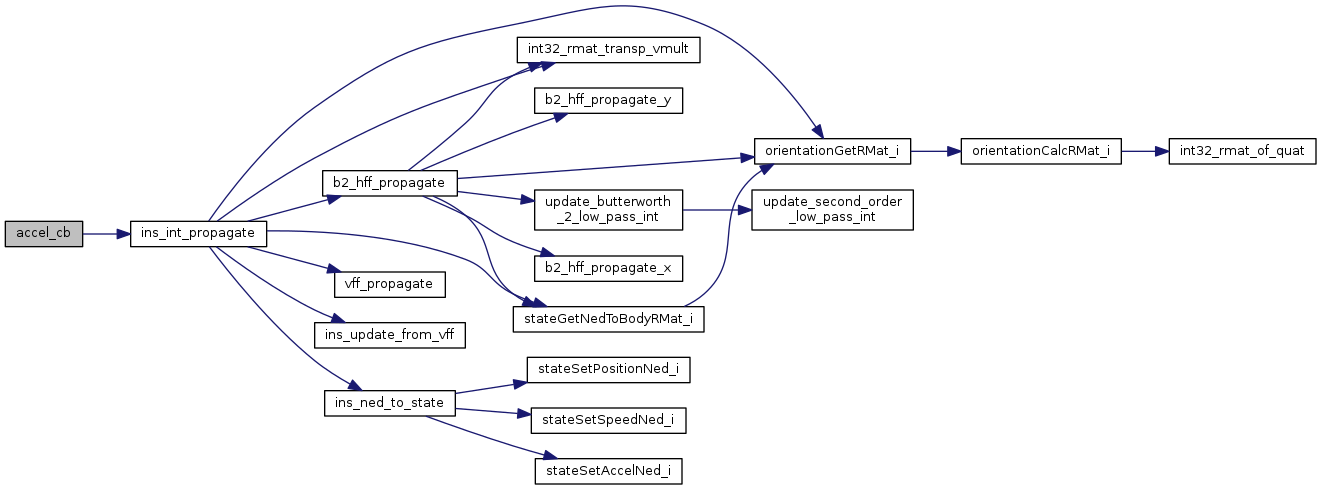 accel_cb
ins_int_propagate
b2_hff_propagate
vff_propagate
ins_update_from_vff
ins_ned_to_state
int32_rmat_transp_vmult
b2_hff_propagate_y
update_butterworth
_2_low_pass_int
b2_hff_propagate_x
stateGetNedToBodyRMat_i
stateSetPositionNed_i
stateSetSpeedNed_i
stateSetAccelNed_i
orientationGetRMat_i
update_second_order
_low_pass_int
orientationCalcRMat_i
int32_rmat_of_quat